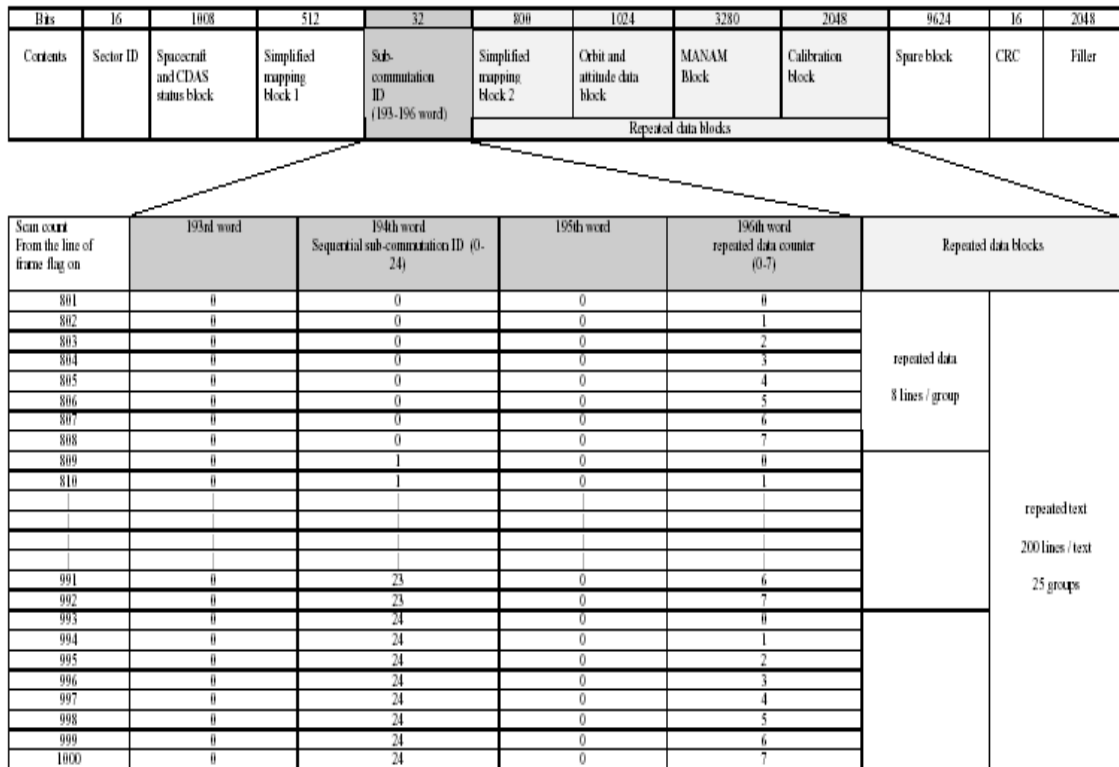 Bits 16 1008 512 32 800 1024 3280 2048 9624 16 2048
Contents Sector ID Spacecraft and CDAS status block Simplified mapping block 1 Sub-commutation ID (193-196 word) Simplified mapping block 2 Orbit and attitude data block MANAM Block Calibration block Spare block CRC Filler
Repeated data blocks
Scan count From the line of frame flag on 193rd word 194th word Sequential sub-commutation ID (0-24) 195th word 196th word repeated data counter (0-7) Repeated data blocks
801 0 0 0 0
802 0 0 0 1
803 0 0 0 2
804 0 0 0 3
805 0 0 0 4
806 0 0 0 5
807 0 0 0 6
808 0 0 0 7
repeated data
8 lines / group
809 0 1 0 0
810 0 1 0 1
| | | | |
| | | | |
| | | | |
| | | | |
991 0 23 0 6
992 0 23 0 7
993 0 24 0 0
994 0 24 0 1
995 0 24 0 2
996 0 24 0 3
997 0 24 0 4
998 0 24 0 5
999 0 24 0 6
1000 0 24 0 7
repeated text
200 lines / text
25 groups